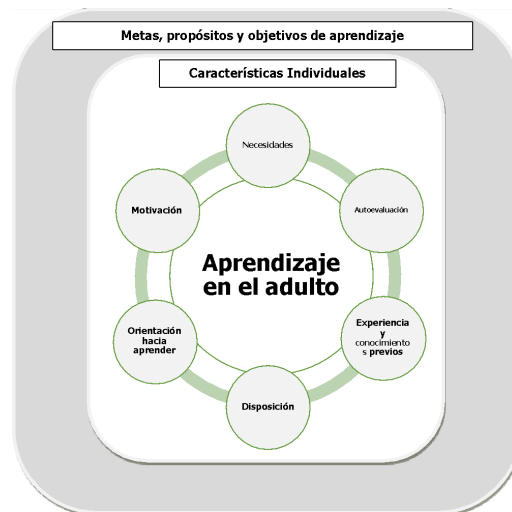 Metas, propósitos y objetivos de aprendizaje
Características Individuales
Necesidades
Motivación
Autoevaluación
Aprendizaje
en el adulto
Orientación
hacia
aprender
Experiencia
y
conocimiento
s previos
Disposición